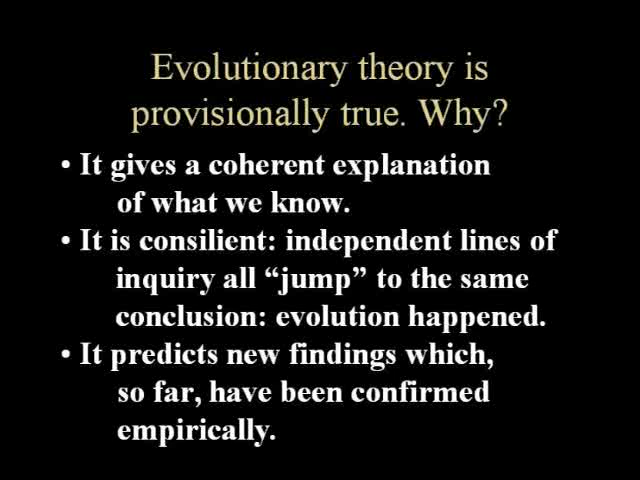 Evolutionary theory is
provisionally true. Why?
• It gives a coherent explanation
of what we know.
• It is consilient: independent lines of
inquiry all “jump” to the same
conclusion: evolution happened.
• It predicts new findings which,
so far, have been confirmed
empirically.